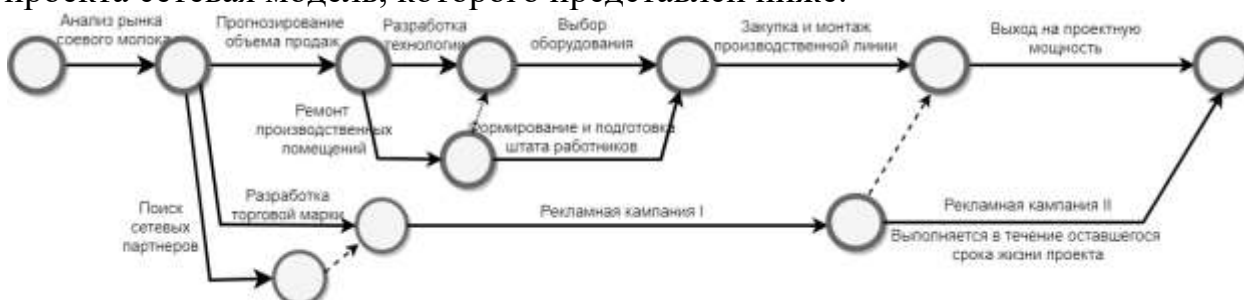 проекта сетевая модель, которого представлен ниже.
Анализ рынка
соевого молока
Прогнозирование
объема продаж
Разработка
технологии
Выбор
оборудования
Закупка и монтаж
производственной линии
Выход на проектную
мощность
Ремонт
производственных
помещений
Формирование и подготовка
штата работников
Поиск
сетевых
партнеров
Разработка
торговой марки
Рекламная кампания I
Рекламная кампания II
Выполняется в течение оставшегося
срока жизни проекта